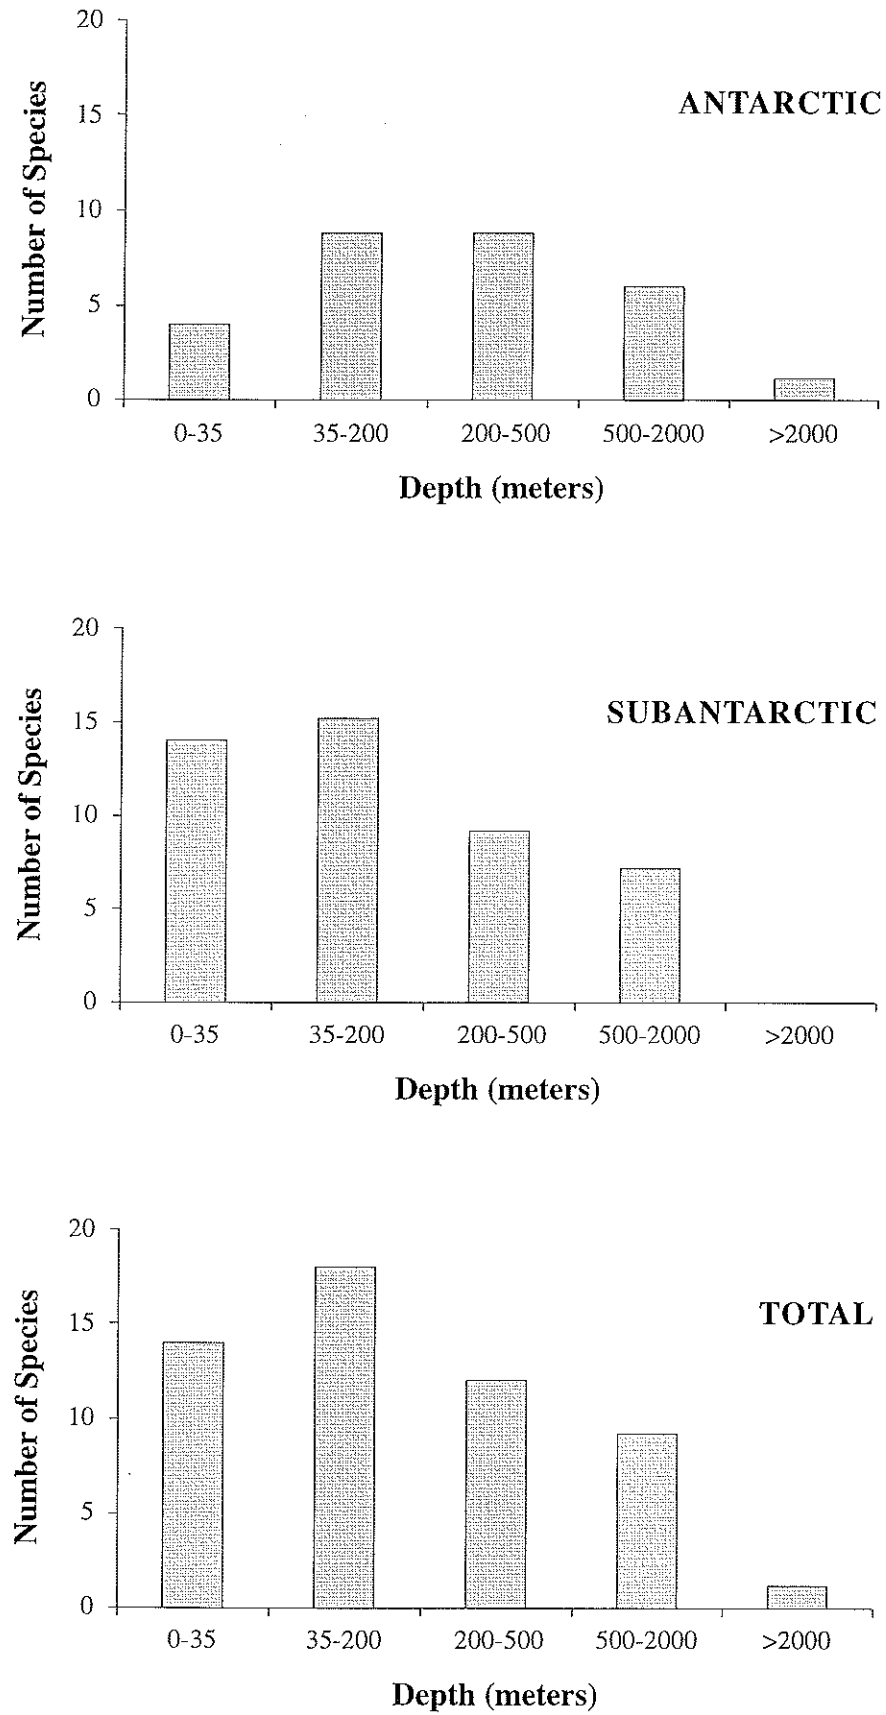 20
ANTARCTIC
15
10
5
0
Number of Species
0-35 35-200 200-500 500-2000 >2000
Depth (meters)
20
SUBANTARCTIC
15
10
5
0
Number of Species
0-35 35-200 200-500 500-2000 >2000
Depth (meters)
20
TOTAL
15
10
5
0
Number of Species
0-35 35-200 200-500 500-2000 >2000
Depth (meters)